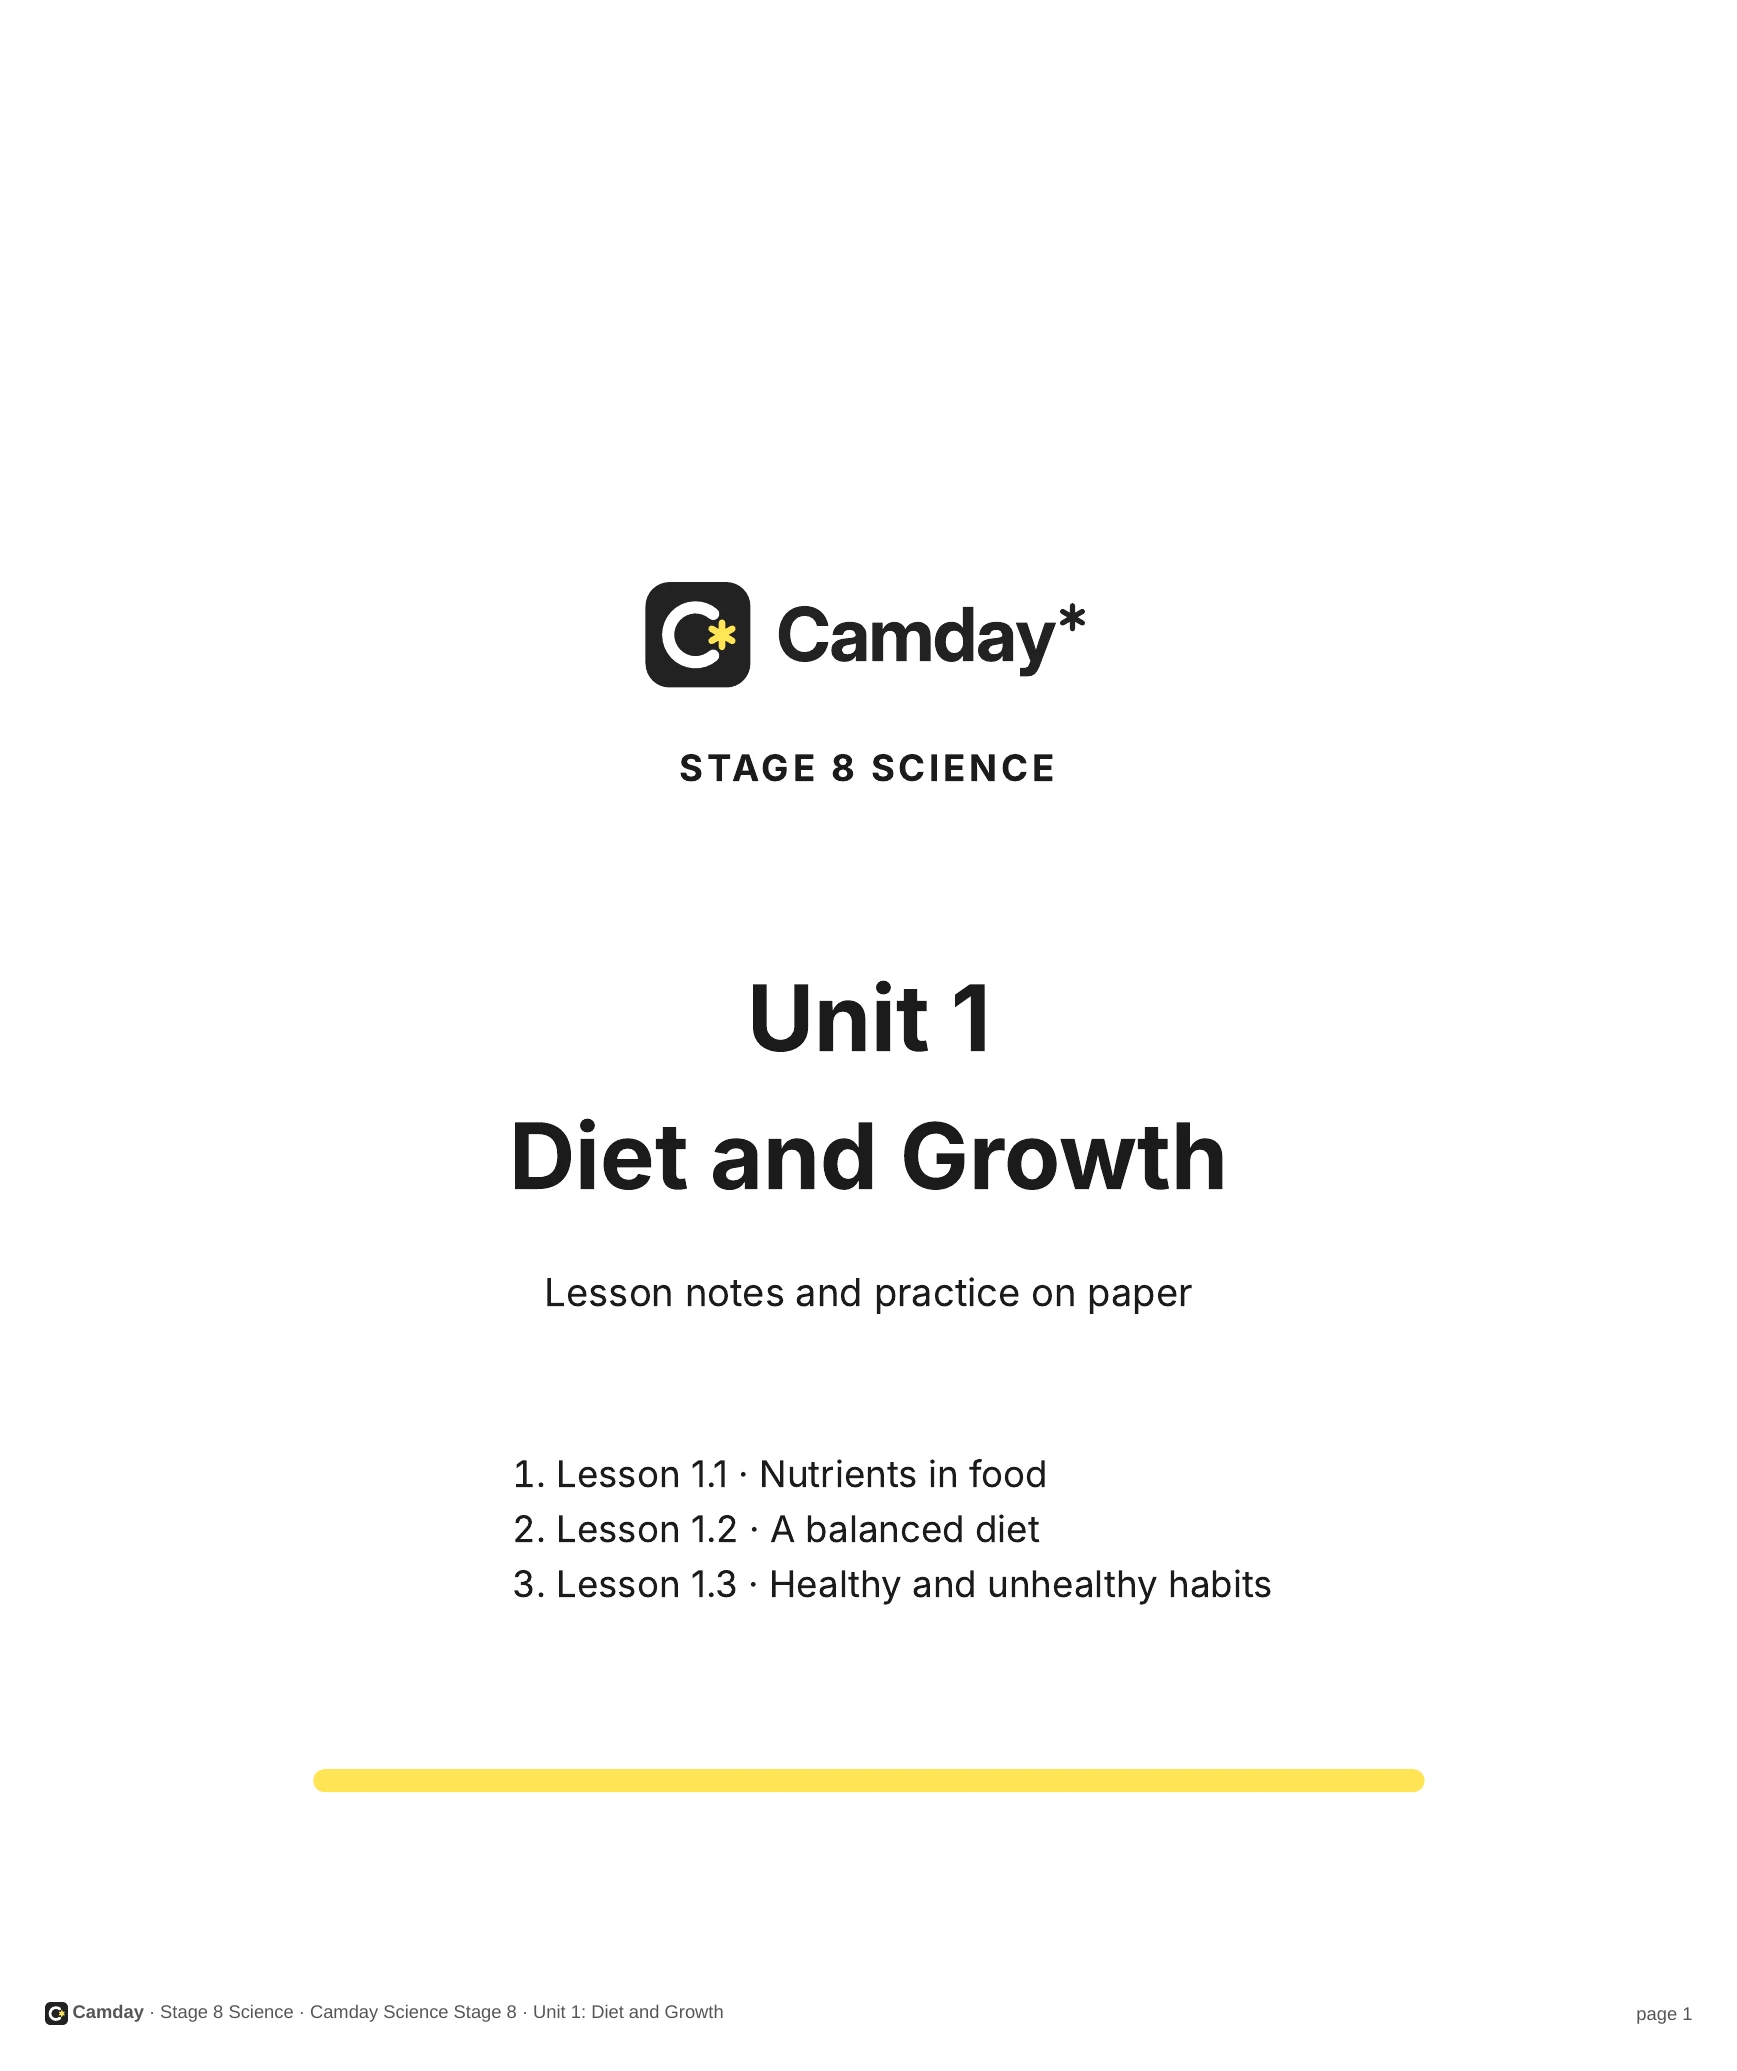 Camday*
STAGE 8 SCIENCE
Unit 1
Diet and Growth
Lesson notes and practice on paper
1. Lesson 1.1 · Nutrients in food
2. Lesson 1.2 · A balanced diet
3. Lesson 1.3 · Healthy and unhealthy habits
Camday · Stage 8 Science · Camday Science Stage 8 · Unit 1: Diet and Growth
page 1